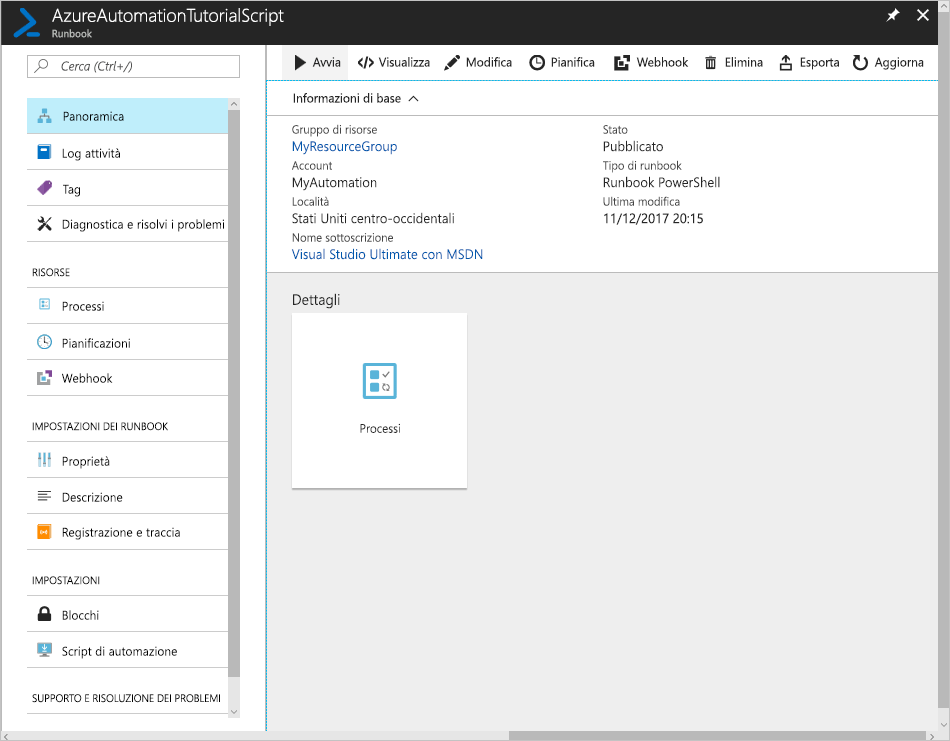 AzureAutomationTutorialScript
Runbook
Cerca (Ctrl+/)
Panoramica
Log attività
Tag
Diagnostica e risolvi i problemi
RISORSE
Processi
Pianificazioni
Webhook
IMPOSTAZIONI DEI RUNBOOK
Proprietà
Descrizione
Registrazione e traccia
IMPOSTAZIONI
Blocchi
Script di automazione
SUPPORTO E RISOLUZIONE DEI PROBLEMI
Avvia Visualizza Modifica Pianifica Webhook Elimina Esporta Aggiorna
Informazioni di base
Gruppo di risorse
MyResourceGroup
Account
MyAutomation
Località
Stati Uniti centro-occidentali
Nome sottoscrizione
Visual Studio Ultimate con MSDN
Stato
Pubblicato
Tipo di runbook
Runbook PowerShell
Ultima modifica
11/12/2017 20:15
Dettagli
Processi